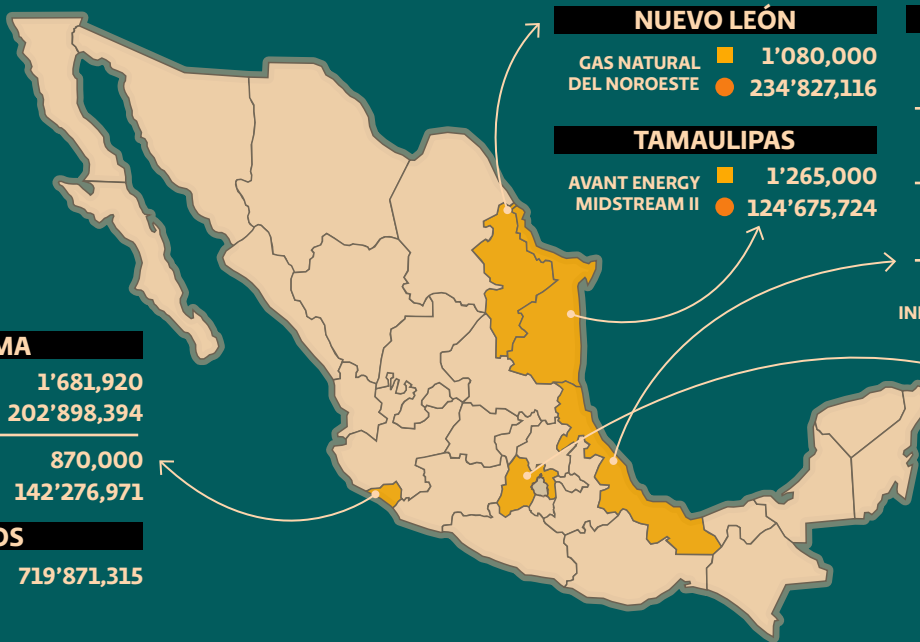 NUEVO LEÓN
GAS NATURAL
DEL NOROESTE
1'080,000
234'827,116
TAMAULIPAS
AVANT ENERGY
MIDSTREAM II
1'265,000
124'675,724
MA
1'681,920
202'898,394
870,000
142'276,971
OS
719'871,315